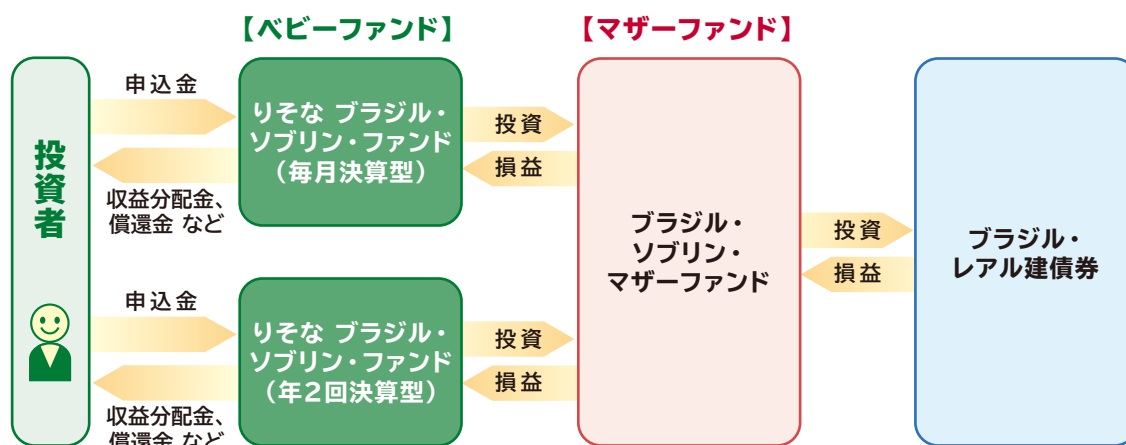 【ベビーファンド】
【マザーファンド】
投資者
申込金
収益分配金、
償還金 など
りそな ブラジル・
ソブリン・ファンド
(毎月決算型)
投資
損益
申込金
収益分配金、
償還金 など
りそな ブラジル・
ソブリン・ファンド
(年2回決算型)
投資
損益
ブラジル・
ソブリン・
マザーファンド
投資
損益
ブラジル・
レアル建債券